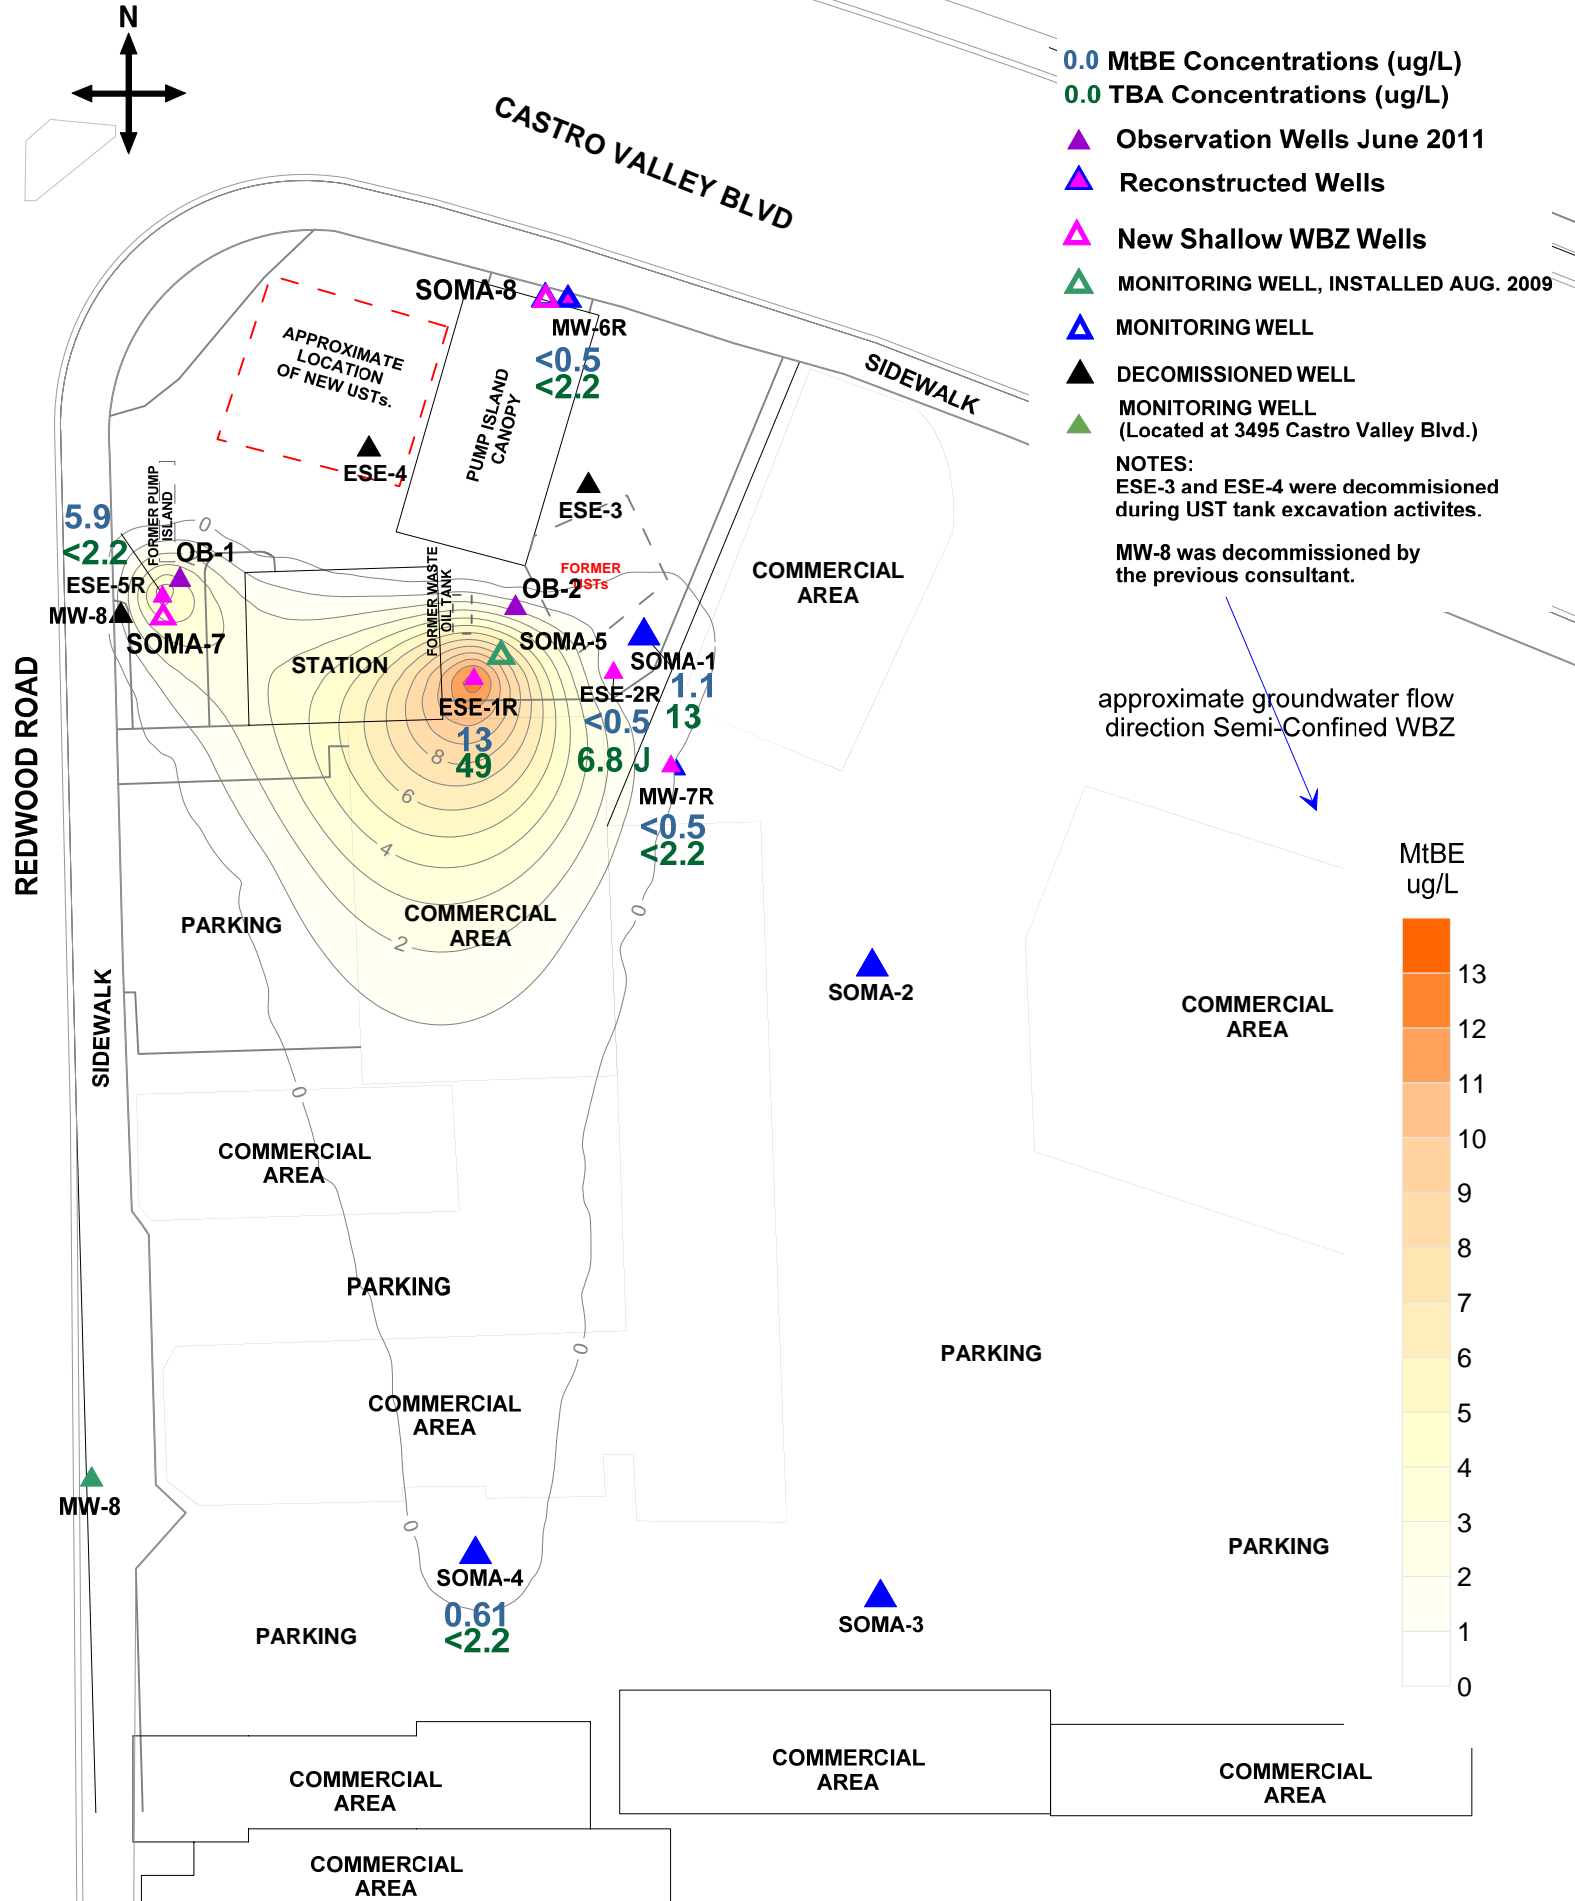 N
CASTRO VALLEY BLVD
0.0 MtBE Concentrations (ug/L)
0.0 TBA Concentrations (ug/L)
Observation Wells June 2011
Reconstructed Wells
New Shallow WBZ Wells
MONITORING WELL, INSTALLED AUG. 2009
MONITORING WELL
DECOMISSIONED WELL
MONITORING WELL
(Located at 3495 Castro Valley Blvd.)
NOTES:
ESE-3 and ESE-4 were decommisioned
during UST tank excavation activites.
MW-8 was decommissioned by
the previous consultant.
approximate groundwater flow
direction Semi-Confined WBZ
SOMA-8
MW-6R
<0.5
<2.2
APPROXIMATE
LOCATION
OF NEW USTs.
PUMP ISLAND
CANOPY
SIDEWALK
ESE-4
ESE-3
FORMER PUMP
ISLAND
0
5.9
<2.2
OB-1
ESE-5R
MW-8
SOMA-7
FORMER WASTE
OIL TANK
FORMER
USTs
OB-2
COMMERCIAL
AREA
STATION
SOMA-5
SOMA-1
1.1
13
ESE-2R
<0.5
6.8 J
ESE-1R
13
49
8
6
4
2
MW-7R
<0.5
<2.2
REDWOOD ROAD
PARKING
COMMERCIAL
AREA
0
SOMA-2
SIDEWALK
COMMERCIAL
AREA
0
COMMERCIAL
AREA
PARKING
0
PARKING
COMMERCIAL
AREA
MW-8
0
SOMA-4
0.61
<2.2
PARKING
SOMA-3
PARKING
MtBE
ug/L
13
12
11
10
9
8
7
6
5
4
3
2
1
0
COMMERCIAL
AREA
COMMERCIAL
AREA
COMMERCIAL
AREA
COMMERCIAL
AREA